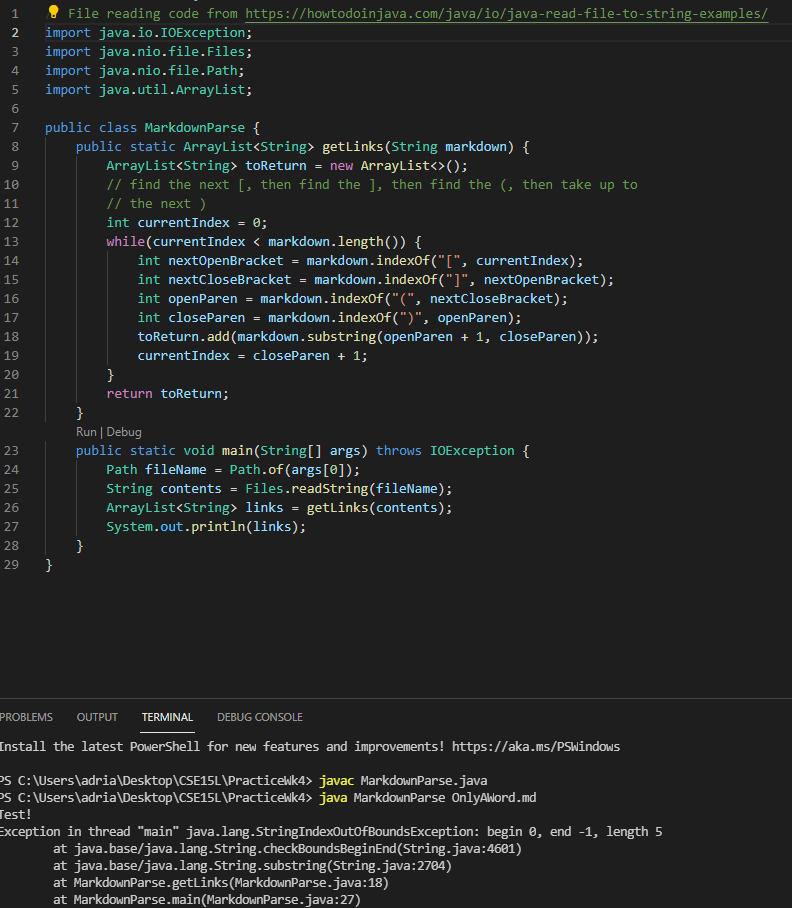 1 File reading code from https://howtodoinjava.com/java/io/java-read-file-to-string-examples/
2 import java.io.IOException;
3 import java.nio.file.Files;
4 import java.nio.file.Path;
5 import java.util.ArrayList;
6
7 public class MarkdownParse {
8     public static ArrayList<String> getLinks(String markdown) {
9         ArrayList<String> toReturn = new ArrayList<>();
10         // find the next [, then find the ], then find the (, then take up to
11         // the next )
12         int currentIndex = 0;
13         while(currentIndex < markdown.length()) {
14             int nextOpenBracket = markdown.indexOf("[", currentIndex);
15             int nextCloseBracket = markdown.indexOf("]", nextOpenBracket);
16             int openParen = markdown.indexOf("(", nextCloseBracket);
17             int closeParen = markdown.indexOf(")", openParen);
18             toReturn.add(markdown.substring(openParen + 1, closeParen));
19             currentIndex = closeParen + 1;
20         }
21         return toReturn;
22     }
Run | Debug
23     public static void main(String[] args) throws IOException {
24         Path fileName = Path.of(args[0]);
25         String contents = Files.readString(fileName);
26         ArrayList<String> links = getLinks(contents);
27         System.out.println(links);
28     }
29 }
PROBLEMS OUTPUT TERMINAL DEBUG CONSOLE
Install the latest PowerShell for new features and improvements! https://aka.ms/PSWindows
PS C:\Users\adria\Desktop\CSE15L\PracticeWk4> javac MarkdownParse.java
PS C:\Users\adria\Desktop\CSE15L\PracticeWk4> java MarkdownParse OnlyAWord.md
Test!
Exception in thread "main" java.lang.StringIndexOutOfBoundsException: begin 0, end -1, length 5
        at java.base/java.lang.String.checkBoundsBeginEnd(String.java:4601)
        at java.base/java.lang.String.substring(String.java:2704)
        at MarkdownParse.getLinks(MarkdownParse.java:18)
        at MarkdownParse.main(MarkdownParse.java:27)